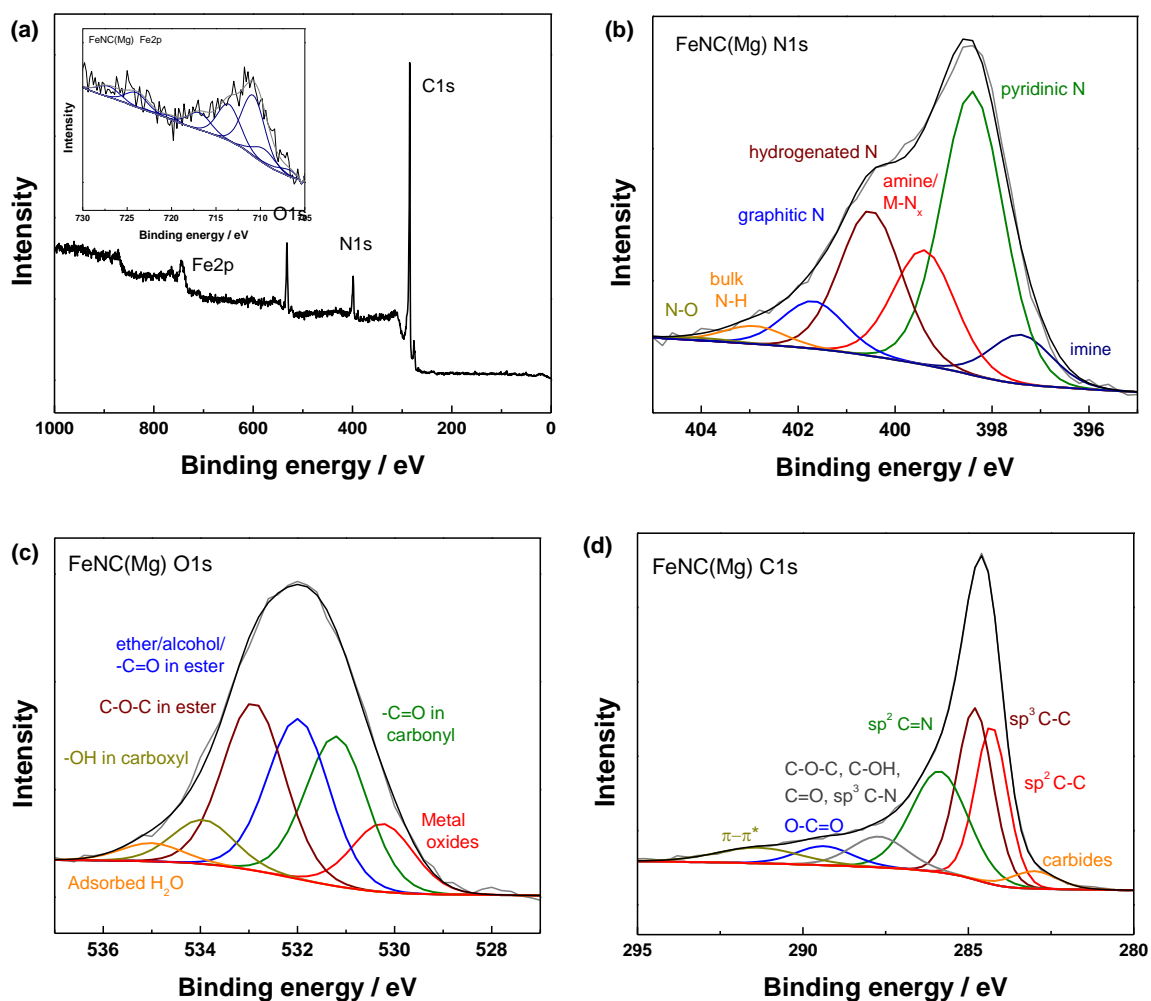 (a)
FeNC(Mg) Fe2p
Intensity
730 725 720 715 710 705
Binding energy / eV
C1s
O1s
N1s
Fe2p
Intensity
1000 800 600 400 200 0
Binding energy / eV
(b)
FeNC(Mg) N1s
pyridinic N
hydrogenated N
amine/
M-Nₓ
graphitic N
bulk
N-H
N-O
imine
Intensity
404 402 400 398 396
Binding energy / eV
(c)
FeNC(Mg) O1s
ether/alcohol/
-C=O in ester
C-O-C in ester
-C=O in
carbonyl
-OH in carboxyl
Metal
oxides
Adsorbed H₂O
Intensity
536 534 532 530 528
Binding energy / eV
(d)
FeNC(Mg) C1s
sp² C=N
sp³ C-C
C-O-C, C-OH,
C=O, sp³ C-N
sp² C-C
O-C=O
π−π*
carbides
Intensity
295 290 285 280
Binding energy / eV